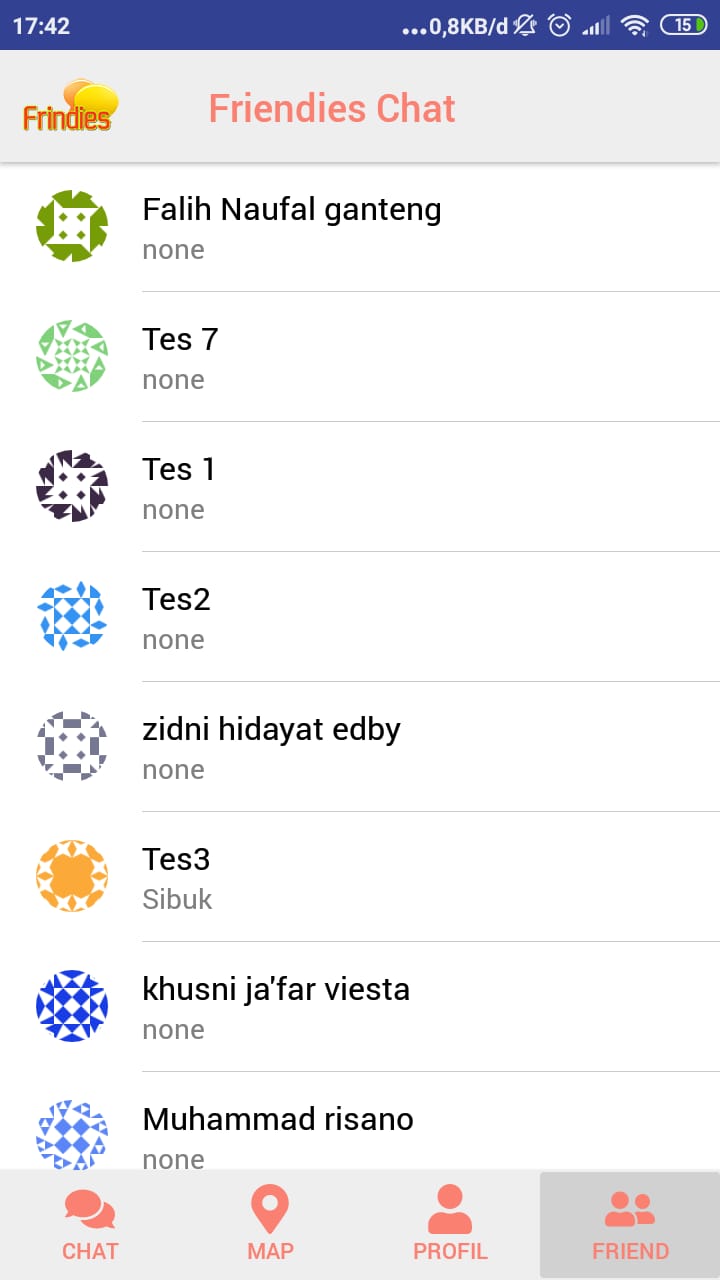 17:42 ...0,8KB/d 15
Frindies
Friendies Chat
Falih Naufal ganteng
none
Tes 7
none
Tes 1
none
Tes2
none
zidni hidayat edby
none
Tes3
Sibuk
khusni ja'far viesta
none
Muhammad risano
none
CHAT MAP PROFIL FRIEND